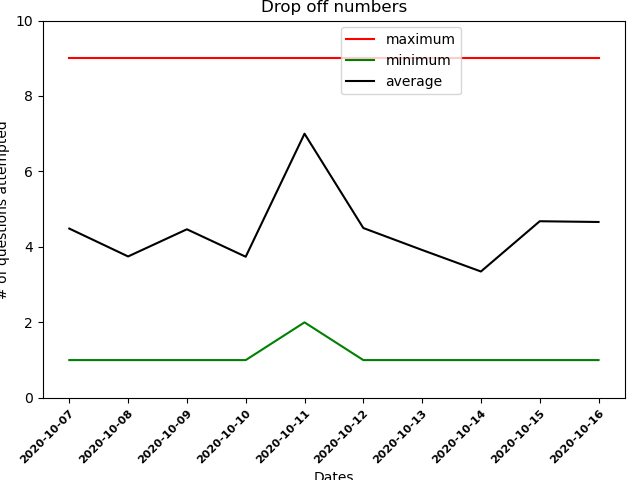 Drop off numbers
maximum
minimum
average
# of questions attempted
10
8
6
4
2
0
2020-10-07
2020-10-08
2020-10-09
2020-10-10
2020-10-11
2020-10-12
2020-10-13
2020-10-14
2020-10-15
2020-10-16
Dates